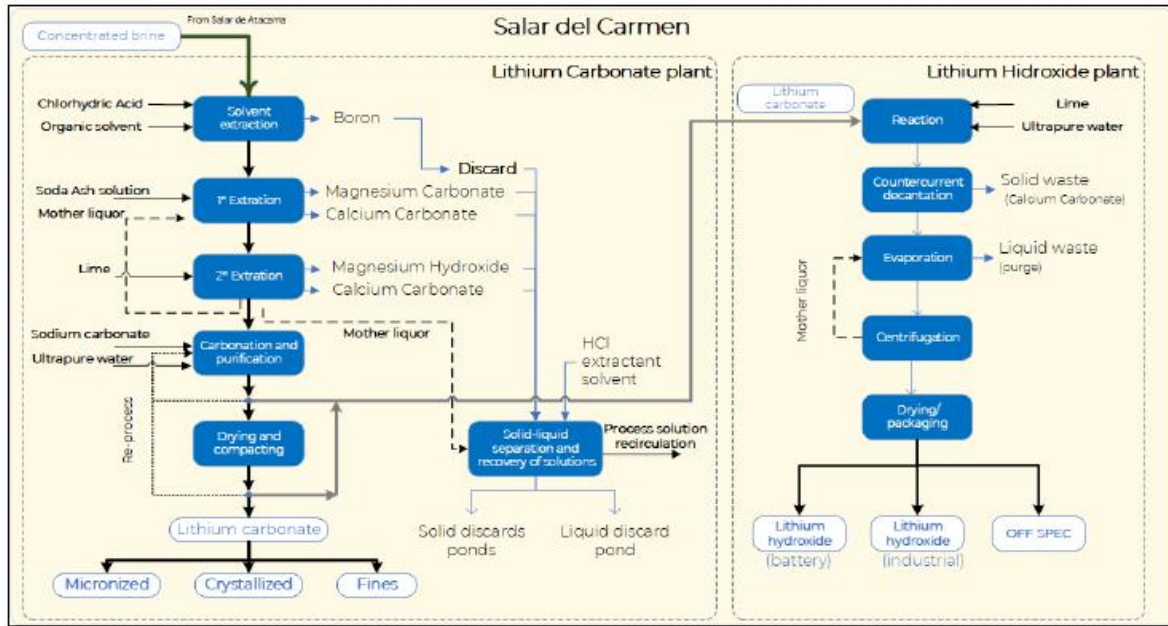 Salar del Carmen
From Salar de Atacama
Concentrated brine
Lithium Carbonate plant
Chlorhydric Acid
Organic solvent
Solvent
extraction
Boron
Discard
Soda Ash solution
Mother liquor
1st Extration
Magnesium Carbonate
Calcium Carbonate
Lime
2nd Extration
Magnesium Hydroxide
Calcium Carbonate
Mother liquor
Sodium carbonate
Ultrapure water
Carbonation and
purification
HCl
extractant
solvent
Re-process
Drying and
compacting
Solid-liquid
separation and
recovery of solutions
Process solution
recirculation
Lithium carbonate
Solid discards
ponds
Liquid discard
pond
Micronized
Crystallized
Fines
Lithium Hidroxide plant
Lithium
carbonate
Reaction
Lime
Ultrapure water
Countercurrent
decantation
Solid waste
(Calcium Carbonate)
Evaporation
Liquid waste
(purge)
Mother liquor
Centrifugation
Drying/
packaging
Lithium
hydroxide
(battery)
Lithium
hydroxide
(industrial)
OFF SPEC